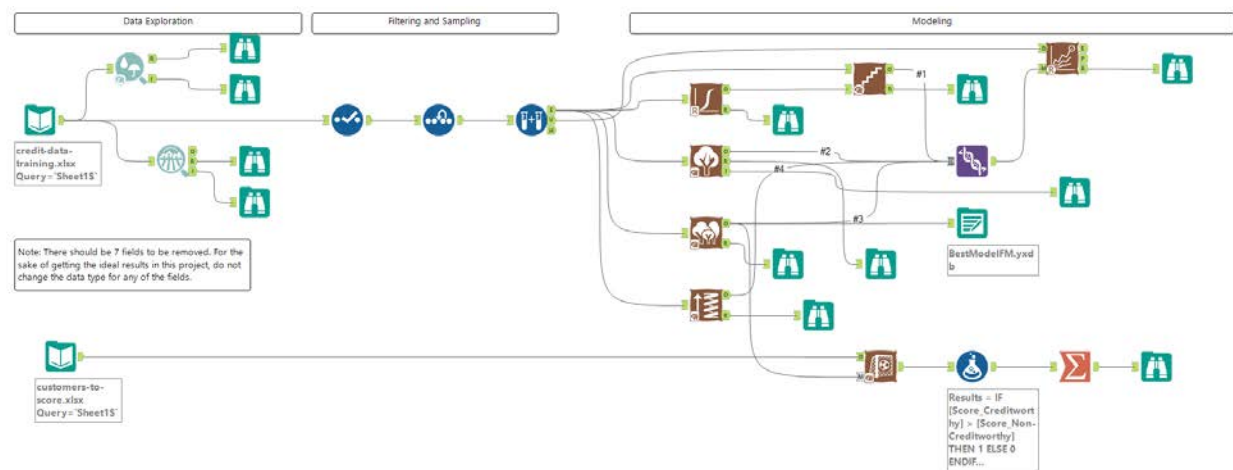 Data Exploration
Filtering and Sampling
Modeling
credit-data-
training.xlsx
Query=`Sheet1$`
Note: There should be 7 fields to be removed. For the
sake of getting the ideal results in this project, do not
change the data type for any of the fields.
#1
#2
#4
#3
BestModelFM.yxd
b
customers-to-
score.xlsx
Query=`Sheet1$`
Results = IF
[Score_Creditwort
hy] > [Score_Non-
Creditworthy]
THEN 1 ELSE 0
ENDIF...